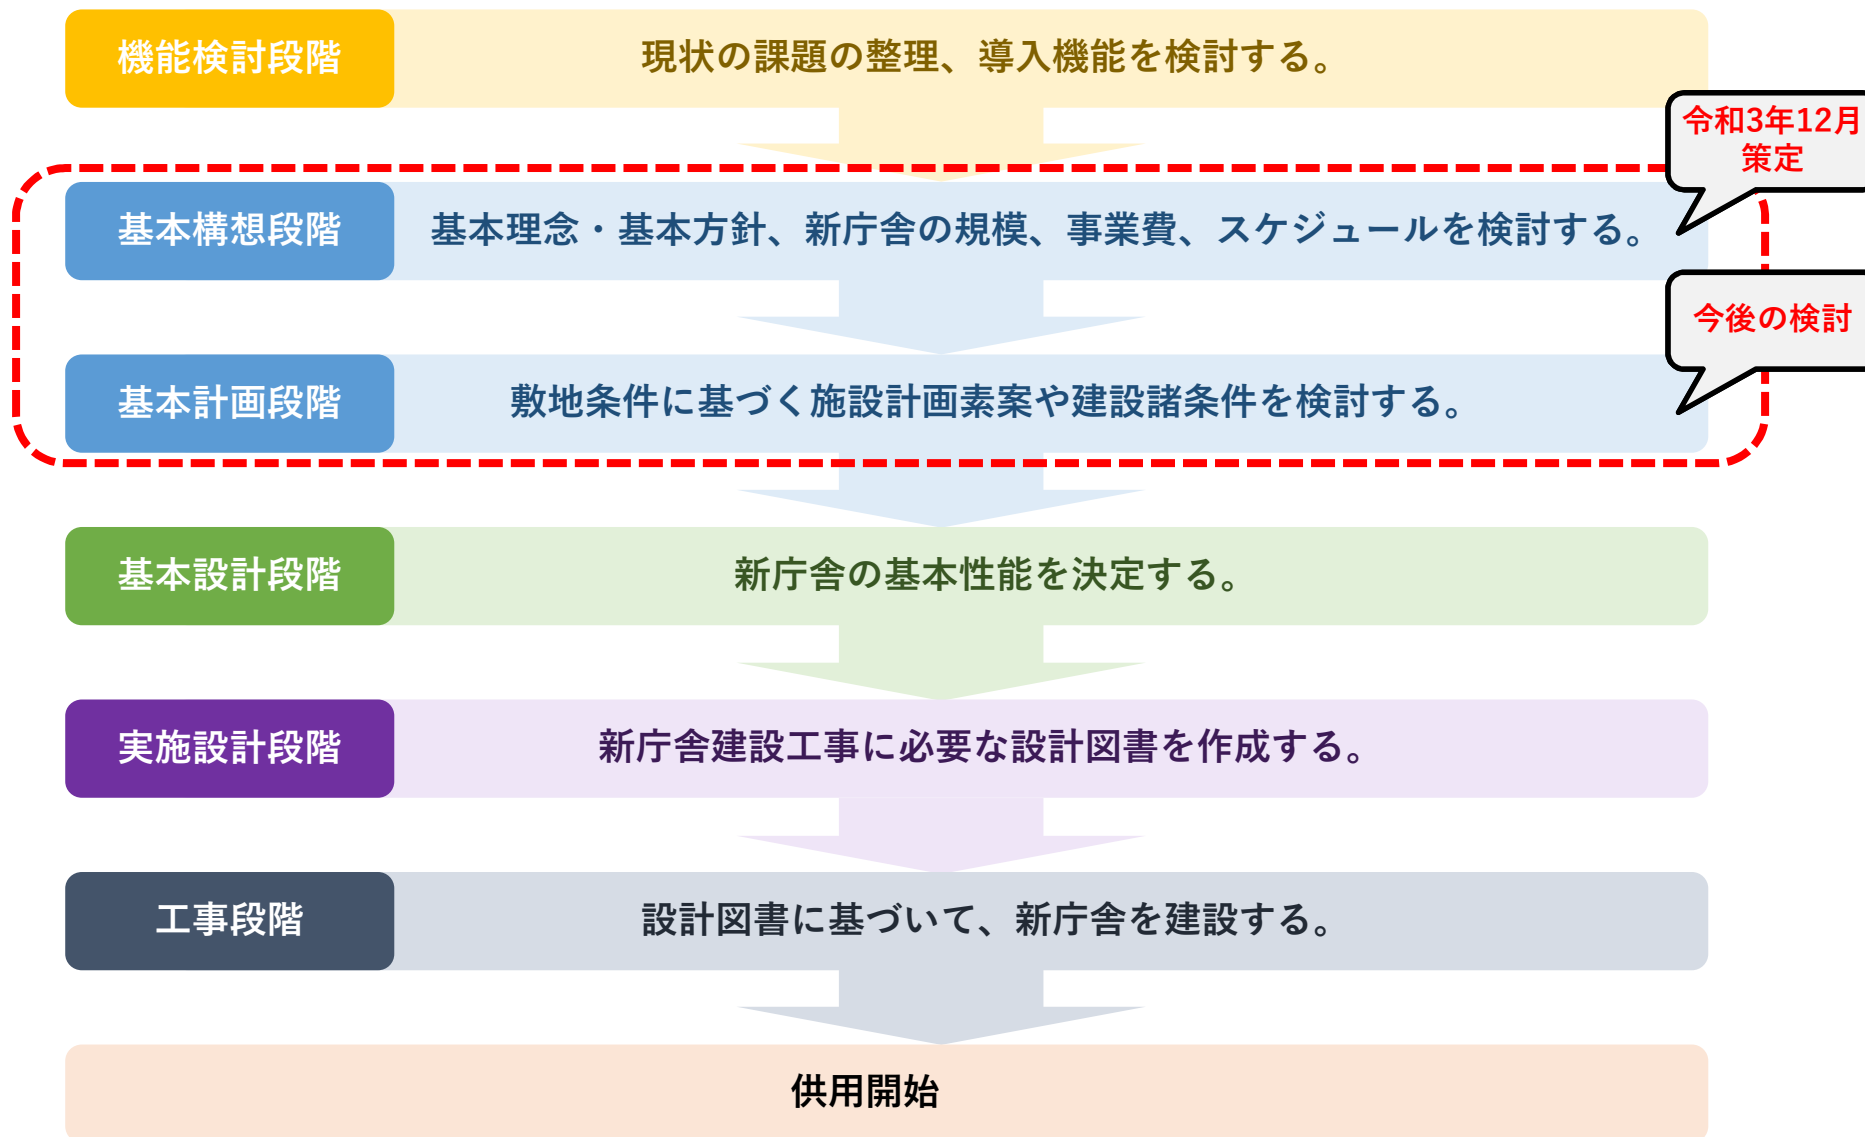 機能検討段階
現状の課題の整理、導入機能を検討する。
令和3年12月
策定
基本構想段階
基本理念・基本方針、新庁舎の規模、事業費、スケジュールを検討する。
今後の検討
基本計画段階
敷地条件に基づく施設計画素案や建設諸条件を検討する。
基本設計段階
新庁舎の基本性能を決定する。
実施設計段階
新庁舎建設工事に必要な設計図書を作成する。
工事段階
設計図書に基づいて、新庁舎を建設する。
供用開始